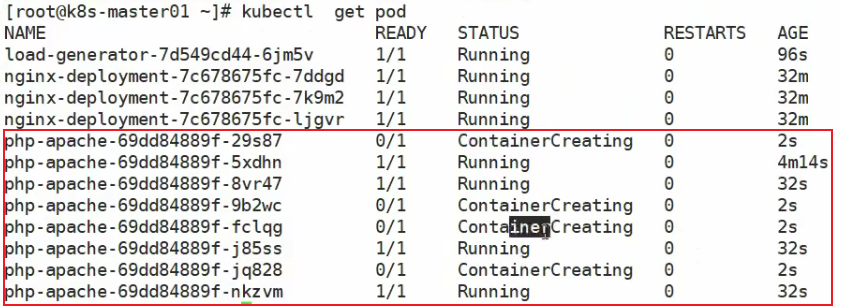 [root@k8s-master01 ~]# kubectl  get pod
NAME READY STATUS RESTARTS AGE
load-generator-7d549cd44-6jm5v 1/1 Running 0 96s
nginx-deployment-7c678675fc-7ddgd 1/1 Running 0 32m
nginx-deployment-7c678675fc-7k9m2 1/1 Running 0 32m
nginx-deployment-7c678675fc-ljgvr 1/1 Running 0 32m
php-apache-69dd84889f-29s87 0/1 ContainerCreating 0 2s
php-apache-69dd84889f-5xdhn 1/1 Running 0 4m14s
php-apache-69dd84889f-8vr47 1/1 Running 0 32s
php-apache-69dd84889f-9b2wc 0/1 ContainerCreating 0 2s
php-apache-69dd84889f-fclqg 0/1 ContainerCreating 0 2s
php-apache-69dd84889f-j85ss 1/1 Running 0 32s
php-apache-69dd84889f-jq828 0/1 ContainerCreating 0 2s
php-apache-69dd84889f-nkzvm 1/1 Running 0 32s